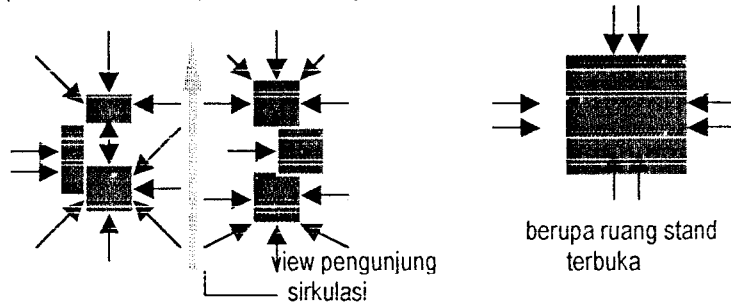 view pengunjung
sirkulasi
berupa ruang stand
terbuka